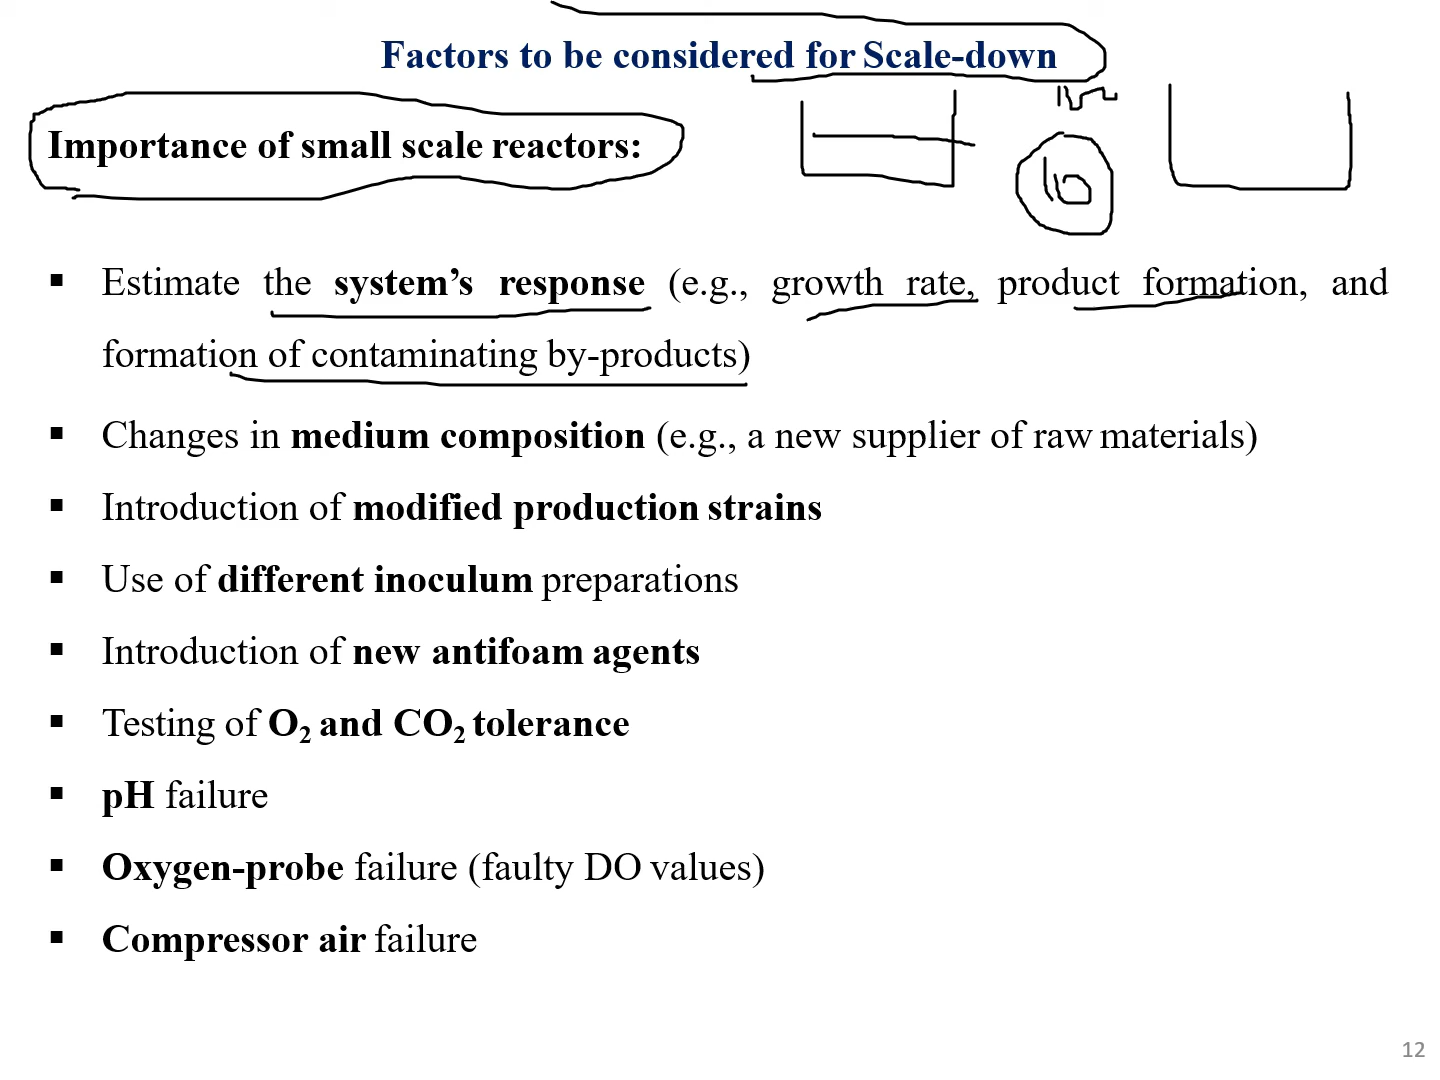 Factors to be considered for Scale-down
Importance of small scale reactors:
▪ Estimate the system’s response (e.g., growth rate, product formation, and
formation of contaminating by-products)
▪ Changes in medium composition (e.g., a new supplier of raw materials)
▪ Introduction of modified production strains
▪ Use of different inoculum preparations
▪ Introduction of new antifoam agents
▪ Testing of O₂ and CO₂ tolerance
▪ pH failure
▪ Oxygen-probe failure (faulty DO values)
▪ Compressor air failure
12